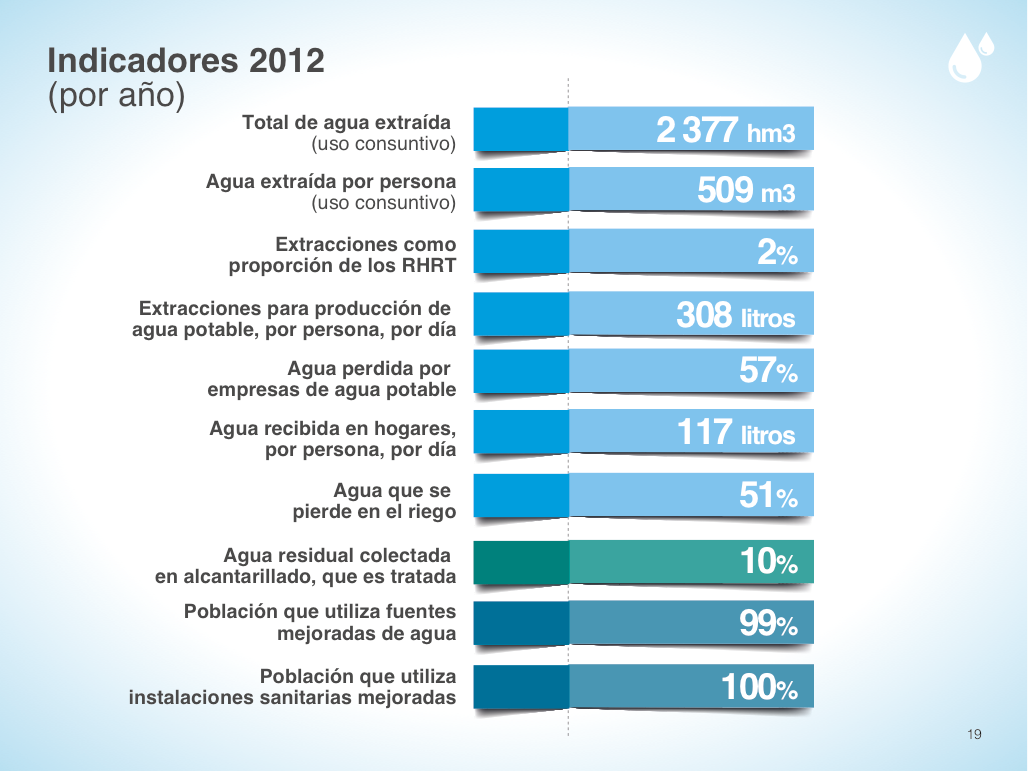 Indicadores 2012
(por año)
Total de agua extraída
(uso consuntivo)
2 377 hm3
Agua extraída por persona
(uso consuntivo)
509 m3
Extracciones como
proporción de los RHRT
2%
Extracciones para producción de
agua potable, por persona, por día
308 litros
Agua perdida por
empresas de agua potable
57%
Agua recibida en hogares,
por persona, por día
117 litros
Agua que se
pierde en el riego
51%
Agua residual colectada
en alcantarillado, que es tratada
10%
Población que utiliza fuentes
mejoradas de agua
99%
Población que utiliza
instalaciones sanitarias mejoradas
100%
19